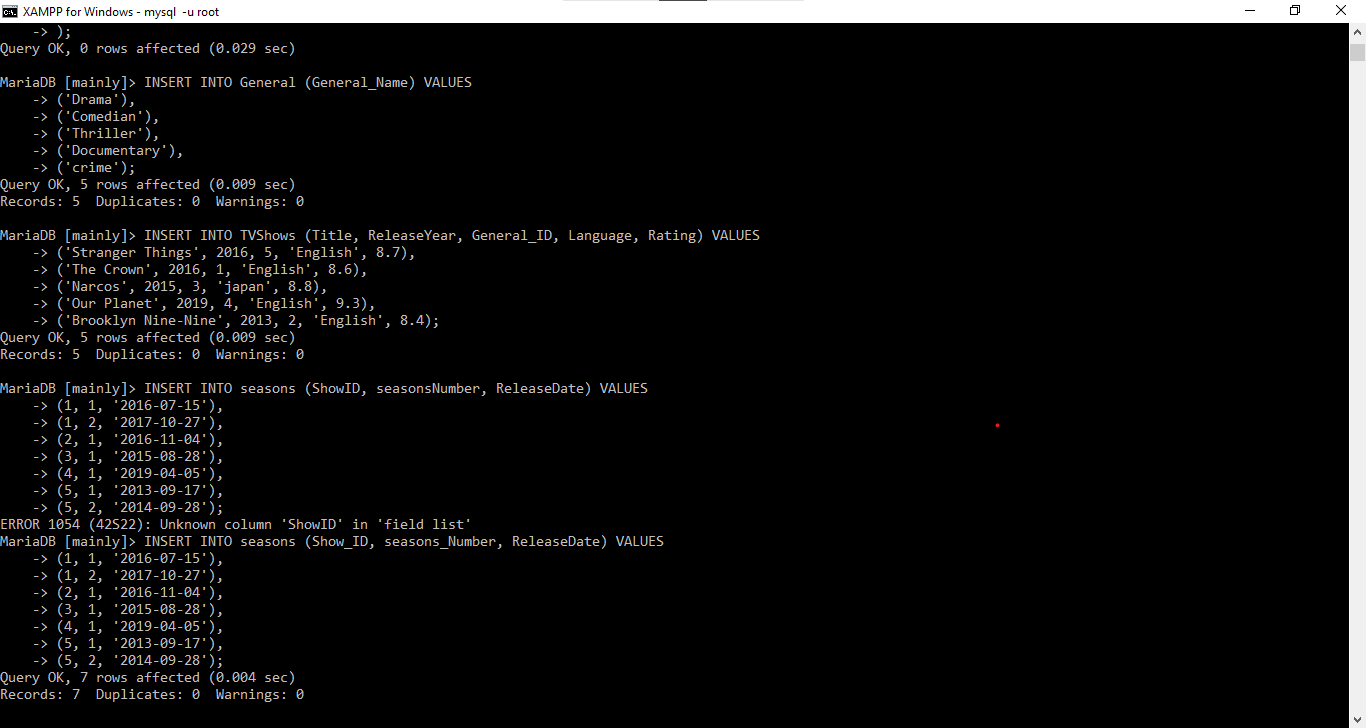 XAMPP for Windows - mysql -u root
-> );
Query OK, 0 rows affected (0.029 sec)
MariaDB [mainly]> INSERT INTO General (General_Name) VALUES
-> ('Drama'),
-> ('Comedian'),
-> ('Thriller'),
-> ('Documentary'),
-> ('crime');
Query OK, 5 rows affected (0.009 sec)
Records: 5  Duplicates: 0  Warnings: 0
MariaDB [mainly]> INSERT INTO TVShows (Title, ReleaseYear, General_ID, Language, Rating) VALUES
-> ('Stranger Things', 2016, 5, 'English', 8.7),
-> ('The Crown', 2016, 1, 'English', 8.6),
-> ('Narcos', 2015, 3, 'japan', 8.8),
-> ('Our Planet', 2019, 4, 'English', 9.3),
-> ('Brooklyn Nine-Nine', 2013, 2, 'English', 8.4);
Query OK, 5 rows affected (0.009 sec)
Records: 5  Duplicates: 0  Warnings: 0
MariaDB [mainly]> INSERT INTO seasons (ShowID, seasonsNumber, ReleaseDate) VALUES
-> (1, 1, '2016-07-15'),
-> (1, 2, '2017-10-27'),
-> (2, 1, '2016-11-04'),
-> (3, 1, '2015-08-28'),
-> (4, 1, '2019-04-05'),
-> (5, 1, '2013-09-17'),
-> (5, 2, '2014-09-28');
ERROR 1054 (42S22): Unknown column 'ShowID' in 'field list'
MariaDB [mainly]> INSERT INTO seasons (Show_ID, seasons_Number, ReleaseDate) VALUES
-> (1, 1, '2016-07-15'),
-> (1, 2, '2017-10-27'),
-> (2, 1, '2016-11-04'),
-> (3, 1, '2015-08-28'),
-> (4, 1, '2019-04-05'),
-> (5, 1, '2013-09-17'),
-> (5, 2, '2014-09-28');
Query OK, 7 rows affected (0.004 sec)
Records: 7  Duplicates: 0  Warnings: 0